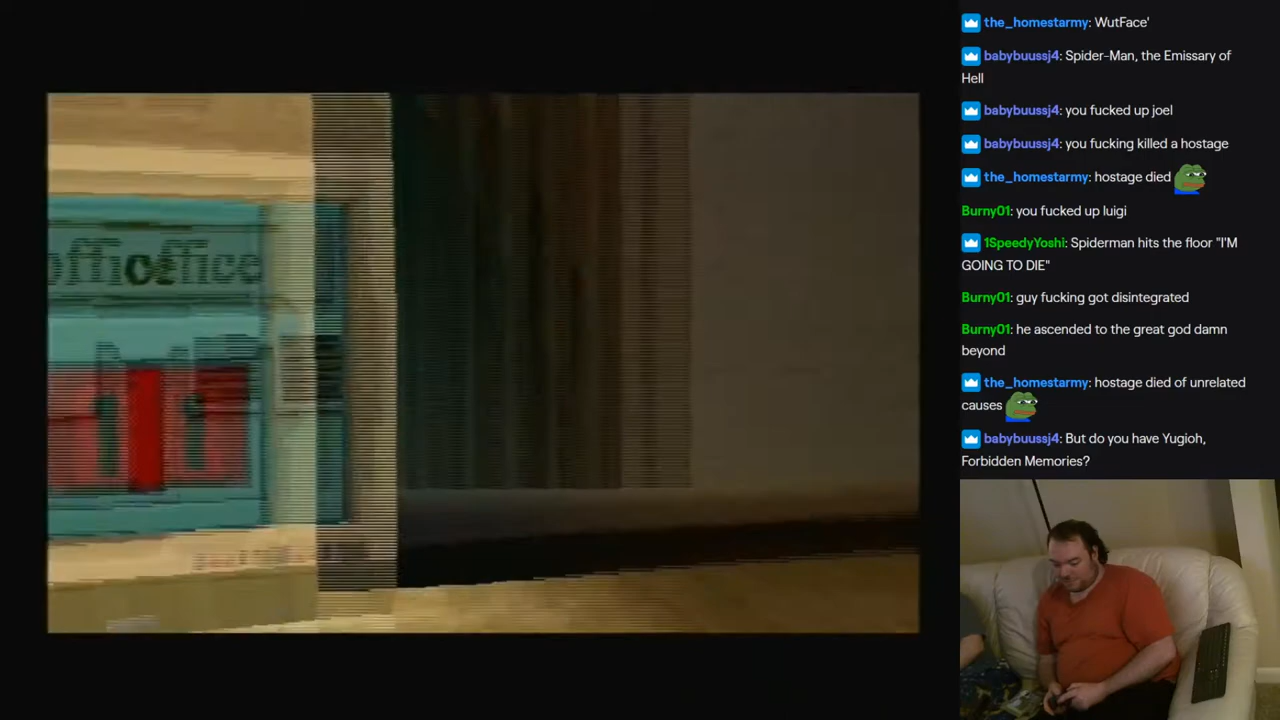 the_homestarmy: WutFace'
babybuussj4: Spider-Man, the Emissary of
Hell
babybuussj4: you fucked up joel
babybuussj4: you fucking killed a hostage
the_homestarmy: hostage died
Burny01: you fucked up luigi
1SpeedyYoshi: Spiderman hits the floor "I'M
GOING TO DIE"
Burny01: guy fucking got disintegrated
Burny01: he ascended to the great god damn
beyond
the_homestarmy: hostage died of unrelated
causes
babybuussj4: But do you have Yugioh,
Forbidden Memories?
office